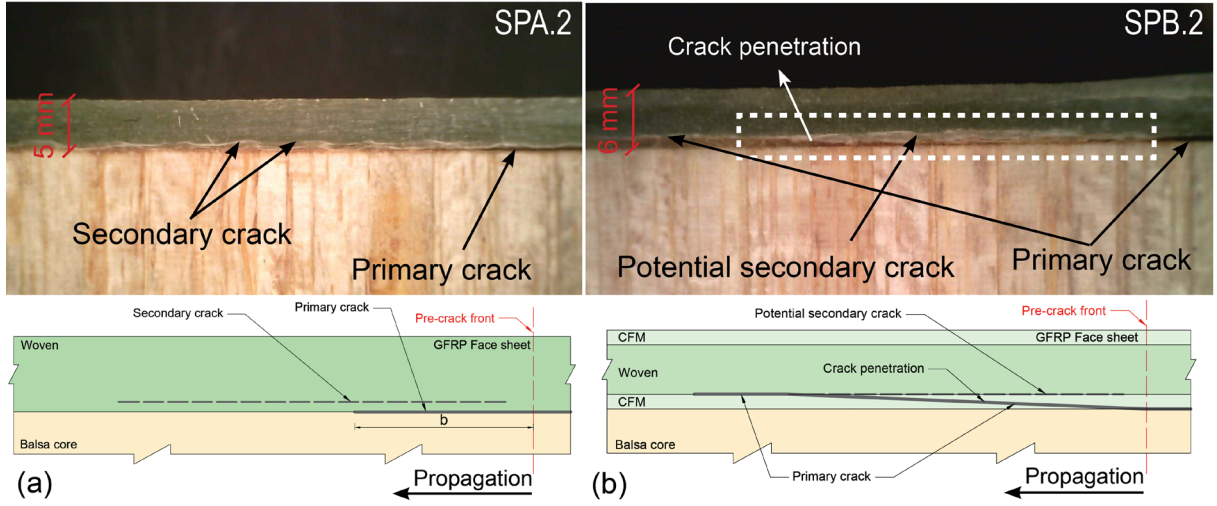 SPA.2
5 mm
Secondary crack
Primary crack
Secondary crack
Primary crack
Pre-crack front
Woven
GFRP Face sheet
b
Balsa core
(a)
Propagation
SPB.2
Crack penetration
6 mm
Potential secondary crack
Primary crack
Potential secondary crack
Pre-crack front
CFM
GFRP Face sheet
Woven
Crack penetration
CFM
Balsa core
Primary crack
(b)
Propagation